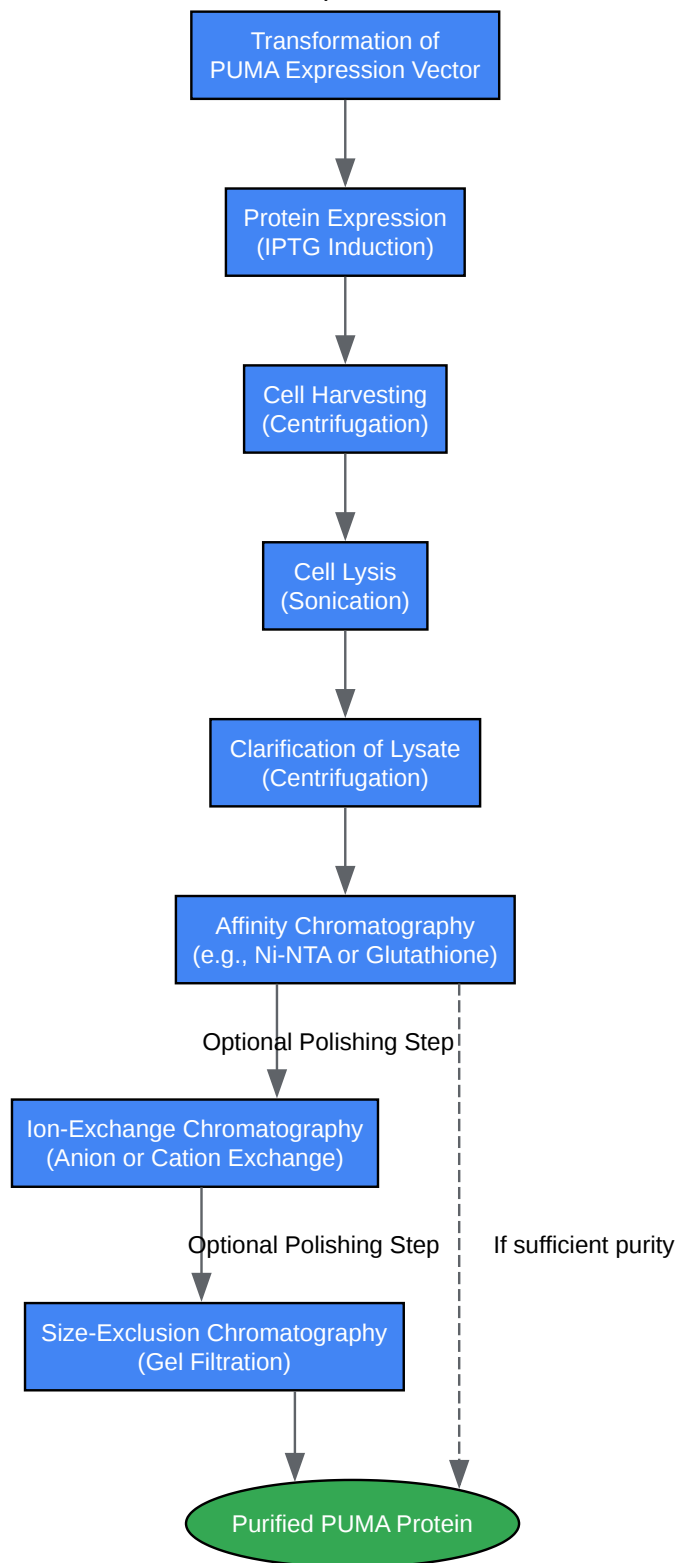 Transformation of
PUMA Expression Vector
Protein Expression
(IPTG Induction)
Cell Harvesting
(Centrifugation)
Cell Lysis
(Sonication)
Clarification of Lysate
(Centrifugation)
Affinity Chromatography
(e.g., Ni-NTA or Glutathione)
Optional Polishing Step
Ion-Exchange Chromatography
(Anion or Cation Exchange)
Optional Polishing Step
If sufficient purity
Size-Exclusion Chromatography
(Gel Filtration)
Purified PUMA Protein